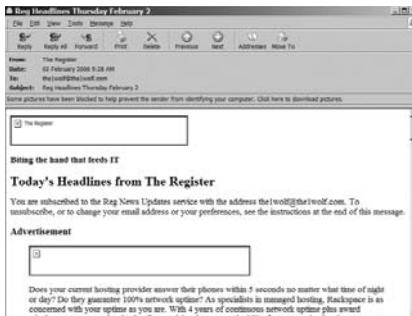 Reg Headlines Thursday February 2
File Edit View Tools Message Help
Reply Reply All Forward Print Delete Previous Next Addresses Move To
From: The Register
Date: 02 February 2006 9:28 AM
To: the1wolf@the1wolf.com
Subject: Reg Headlines Thursday February 2
Some pictures have been blocked to help prevent the sender from identifying your computer. Click here to download pictures.
The Register
Biting the hand that feeds IT
Today's Headlines from The Register
You are subscribed to the Reg News Updates service with the address the1wolf@the1wolf.com. To
unsubscribe, or to change your email address or your preferences, see the instructions at the end of this message.
Advertisement
Does your current hosting provider answer their phones within 5 seconds no matter what time of night
or day? Do they guarantee 100% network uptime? As specialists in managed hosting, Rackspace is as
concerned with your uptime as you are. With 4 years of continuous network uptime plus award